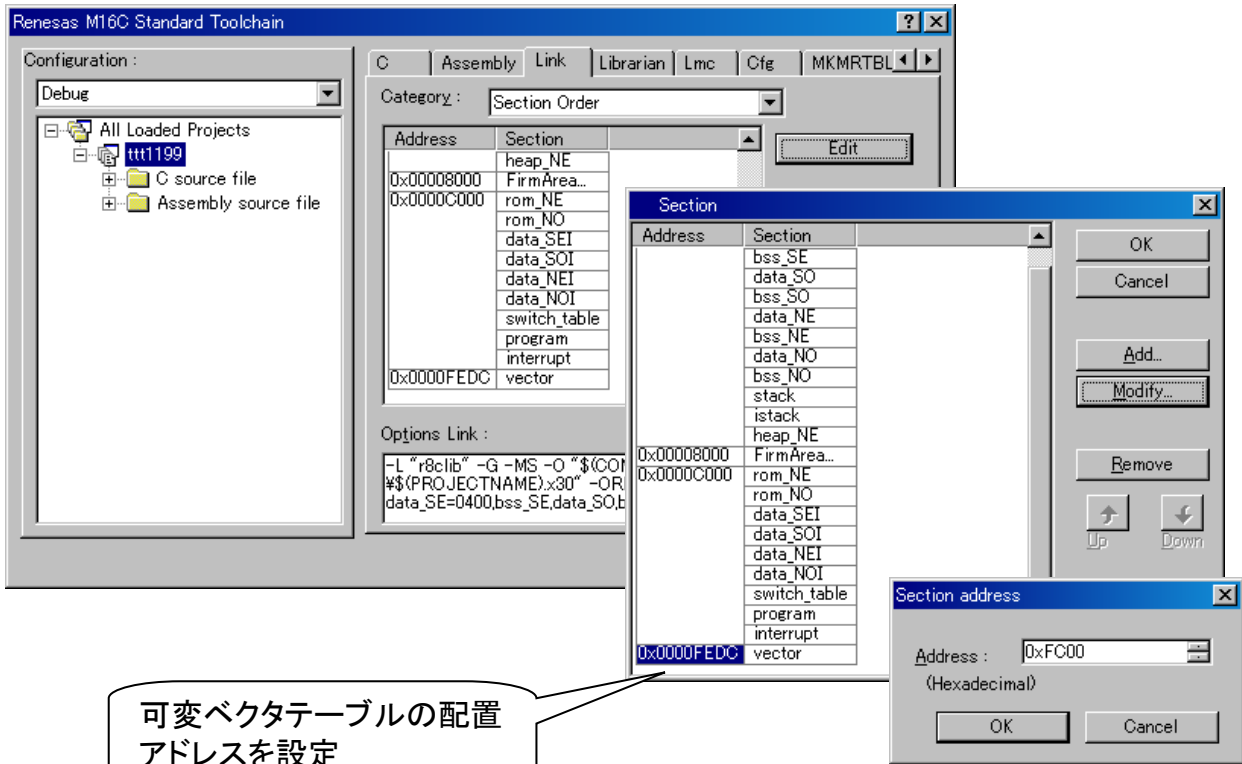 Renesas M16C Standard Toolchain
Configuration :
Debug
All Loaded Projects
ttt1199
C source file
Assembly source file
C Assembly Link Librarian Lmc Cfg MKMRTBL
Category : Section Order
Address Section
heap_NE
0x00008000 FirmArea...
0x0000C000 rom_NE
rom_NO
data_SEI
data_SOI
data_NEI
data_NOI
switch_table
program
interrupt
0x0000FEDC vector
Edit
Options Link :
-L "r8clib" -G -MS -O "$(CON
¥$(PROJECTNAME).x30" -OR
data_SE=0400,bss_SE,data_SO,b
Section
Address Section
bss_SE
data_SO
bss_SO
data_NE
bss_NE
data_NO
bss_NO
stack
istack
heap_NE
0x00008000 FirmArea...
0x0000C000 rom_NE
rom_NO
data_SEI
data_SOI
data_NEI
data_NOI
switch_table
program
interrupt
0x0000FEDC vector
OK
Cancel
Add...
Modify...
Remove
Up Down
Section address
Address : 0xFC00
(Hexadecimal)
OK Cancel
可変ベクタテーブルの配置
アドレスを設定